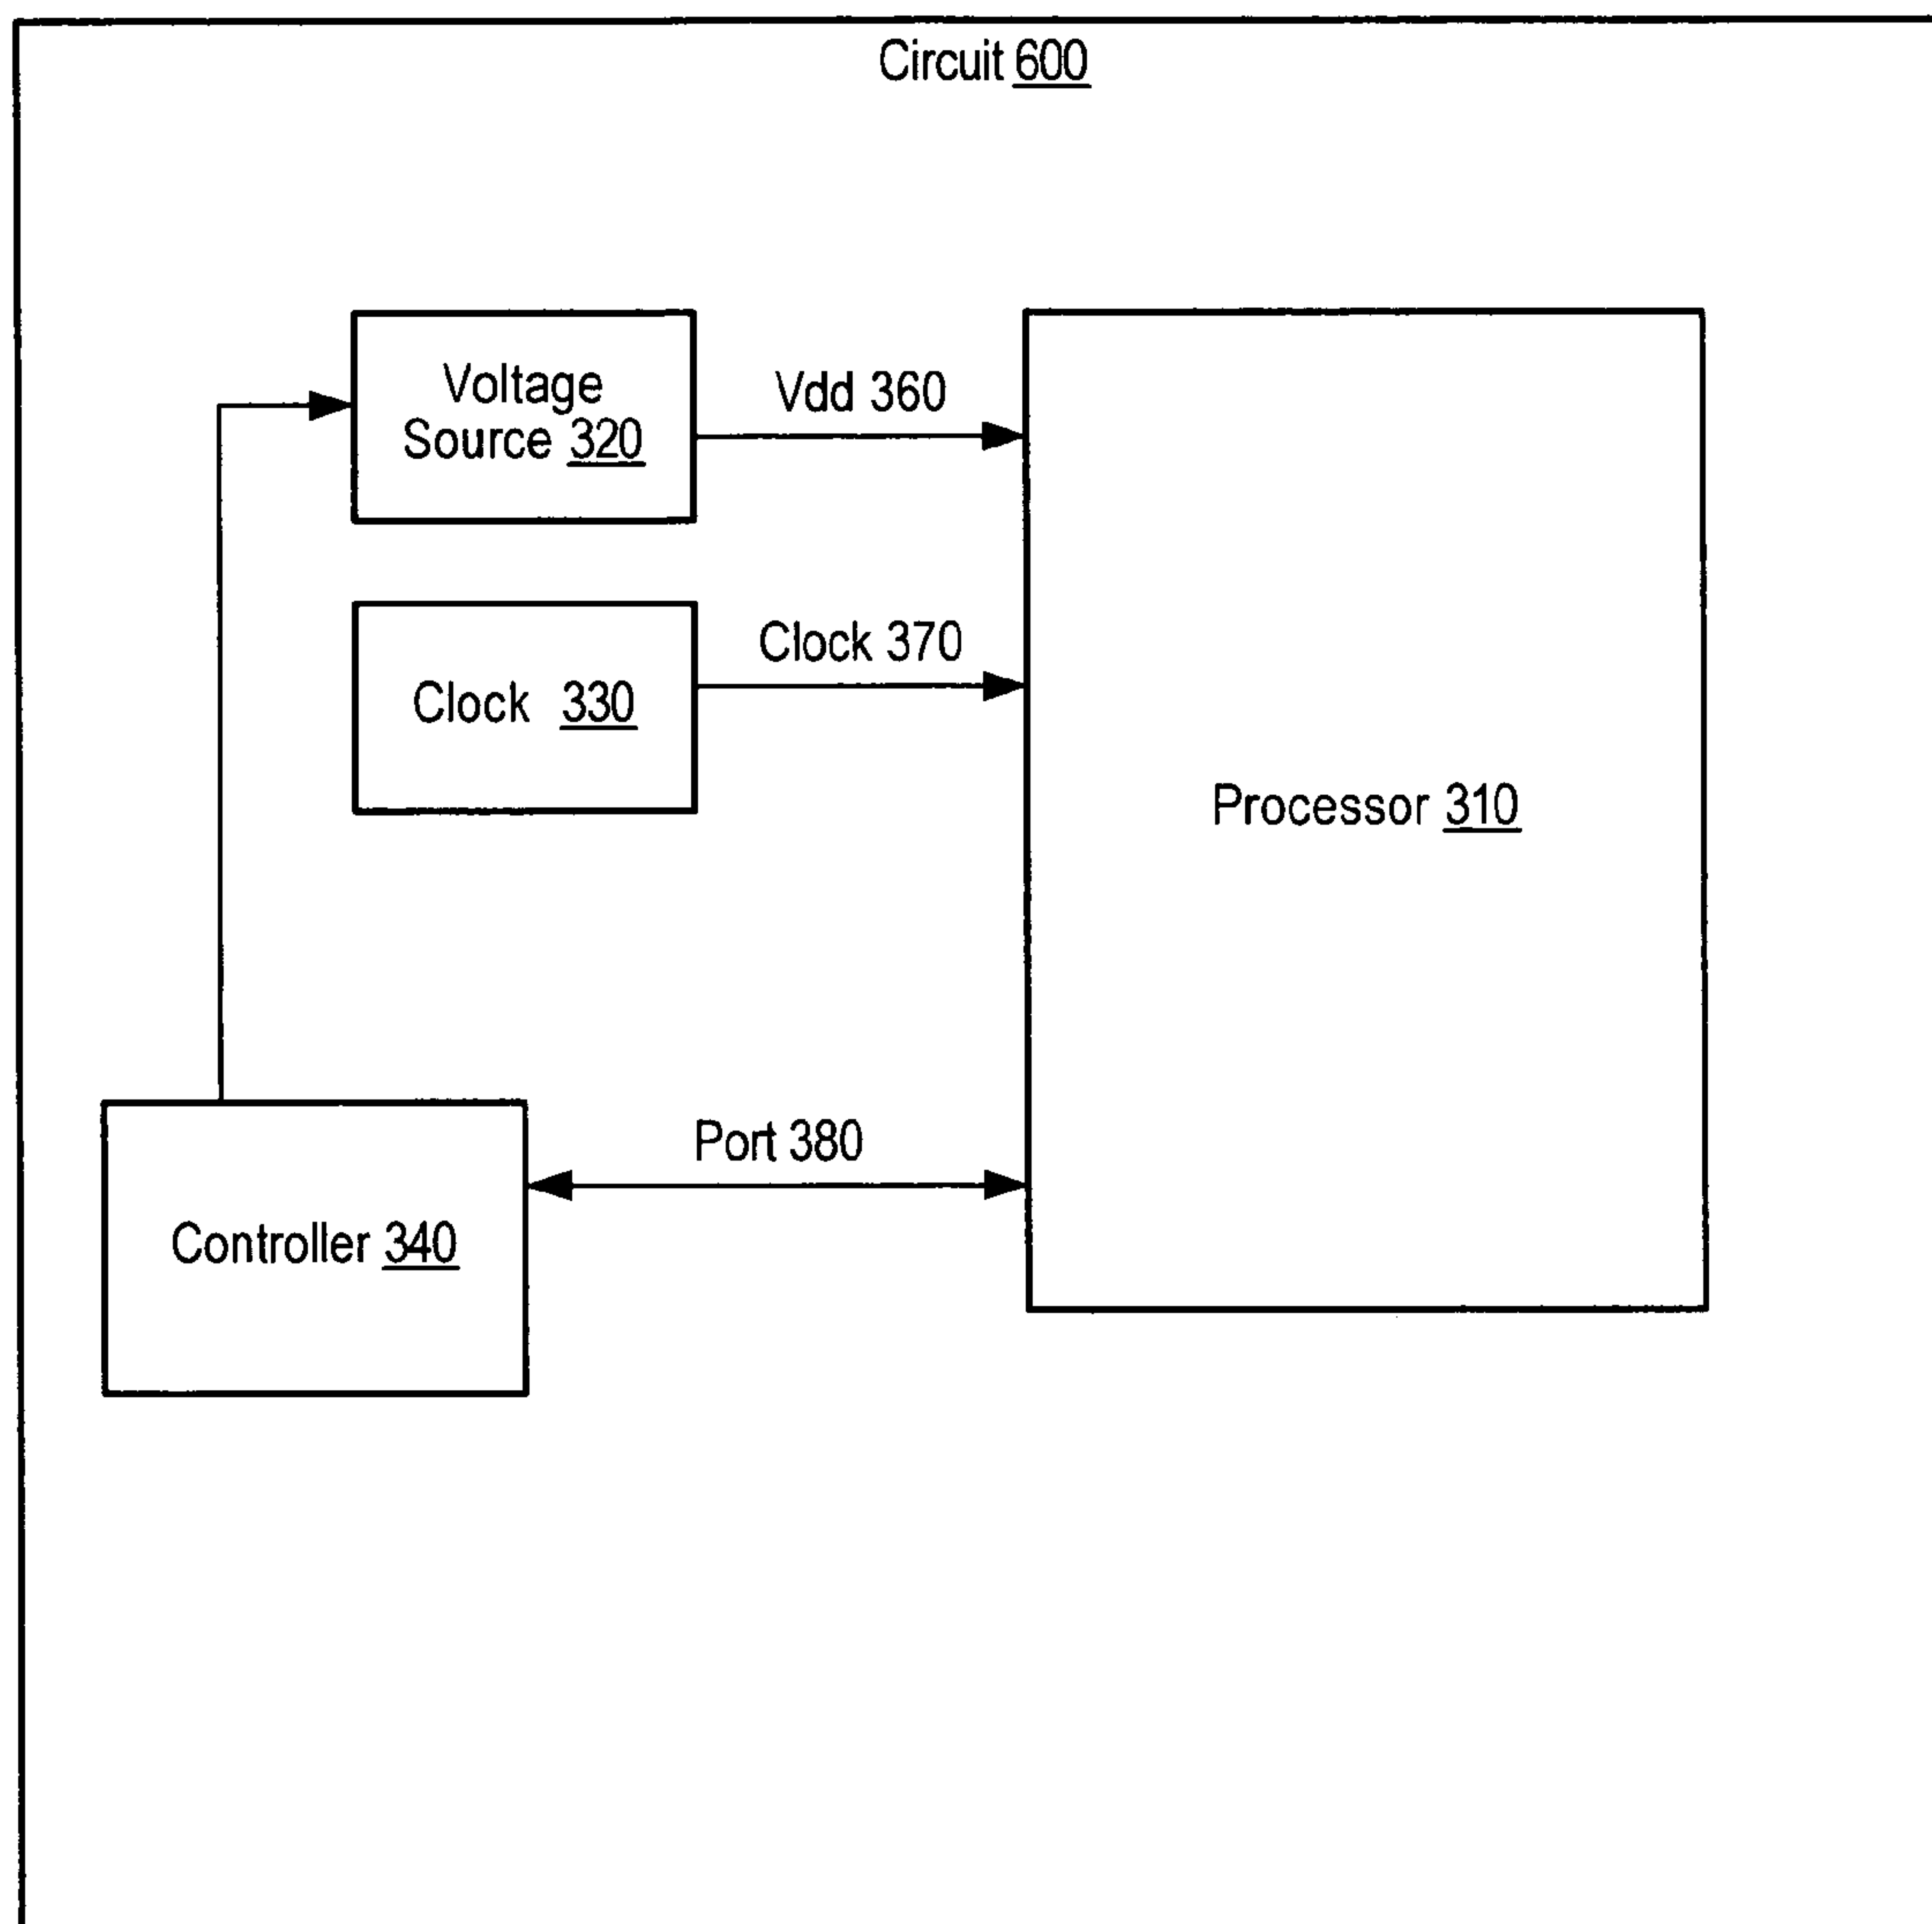 Circuit 600
Voltage
Source 320
Vdd 360
Clock 370
Clock 330
Processor 310
Port 380
Controller 340